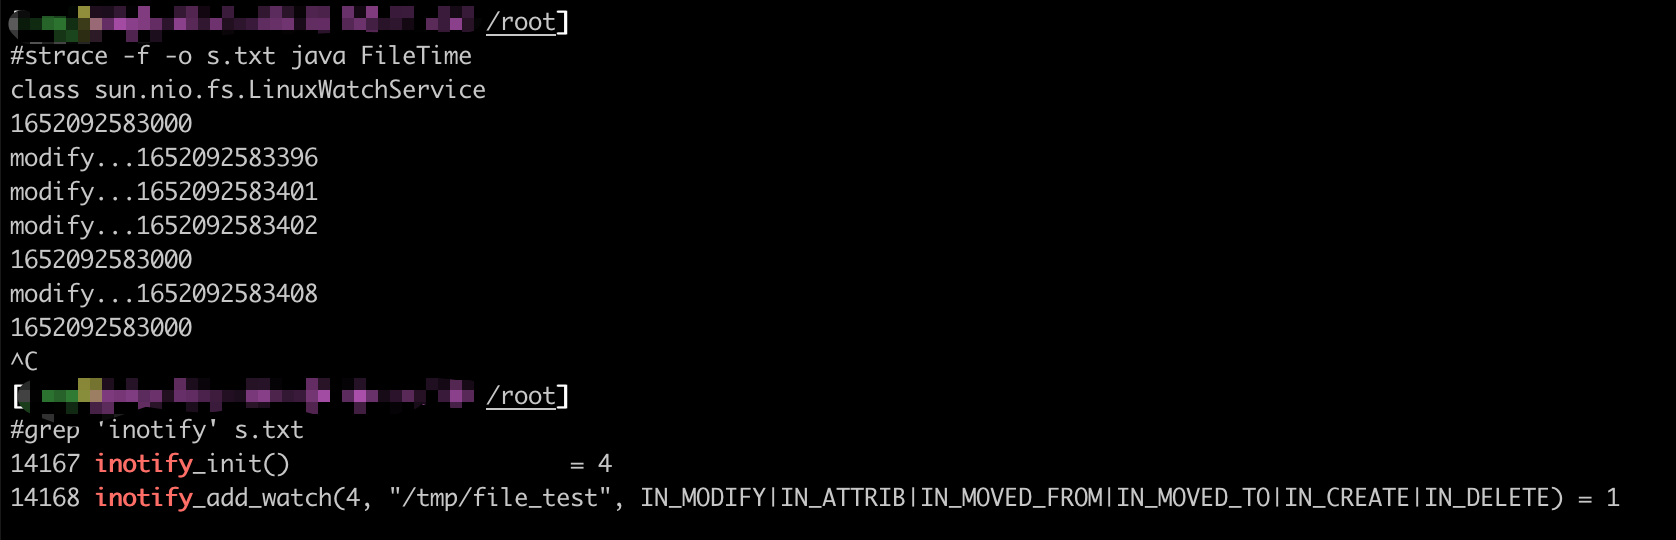 [ /root]
#strace -f -o s.txt java FileTime
class sun.nio.fs.LinuxWatchService
1652092583000
modify...1652092583396
modify...1652092583401
modify...1652092583402
1652092583000
modify...1652092583408
1652092583000
^C
[ /root]
#grep 'inotify' s.txt
14167 inotify_init()                    = 4
14168 inotify_add_watch(4, "/tmp/file_test", IN_MODIFY|IN_ATTRIB|IN_MOVED_FROM|IN_MOVED_TO|IN_CREATE|IN_DELETE) = 1